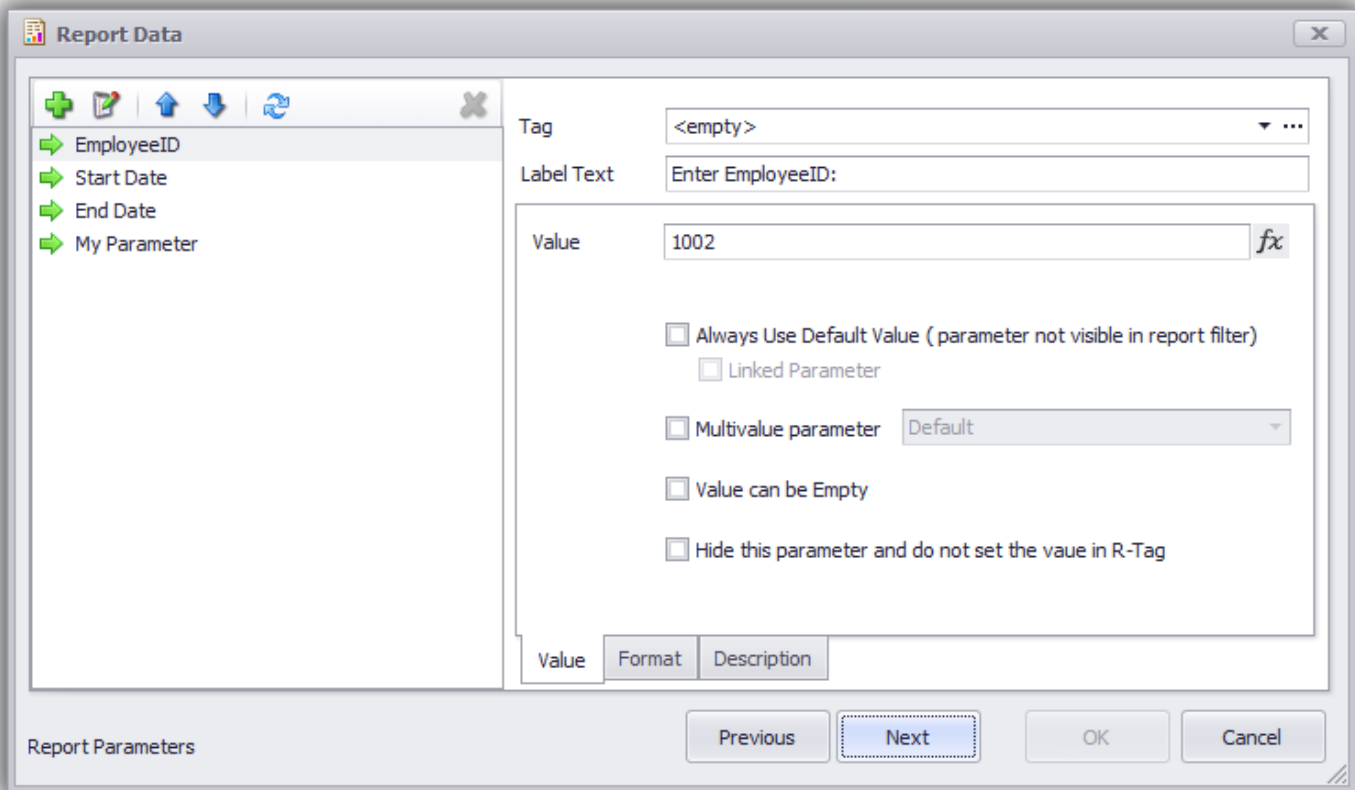 Report Data
EmployeeID
Start Date
End Date
My Parameter
Tag <empty>
Label Text Enter EmployeeID:
Value 1002 fx
Always Use Default Value ( parameter not visible in report filter)
Linked Parameter
Multivalue parameter Default
Value can be Empty
Hide this parameter and do not set the vaue in R-Tag
Value Format Description
Report Parameters Previous Next OK Cancel